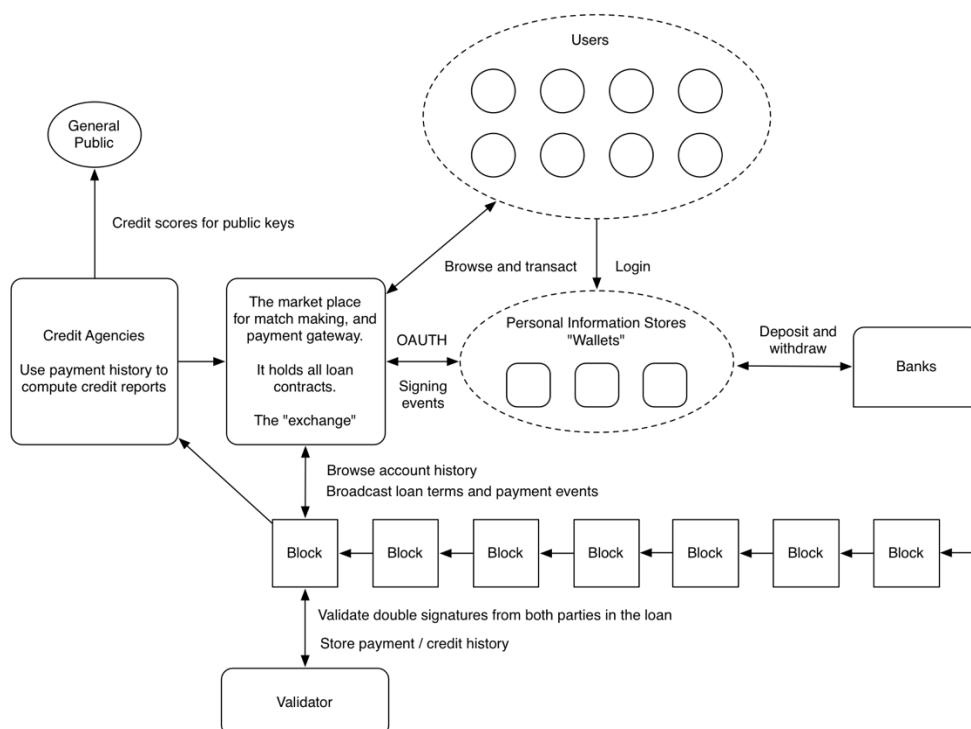 Users
General
Public
Credit scores for public keys
Browse and transact
Login
Credit Agencies
Use payment history to
compute credit reports
The market place
for match making, and
payment gateway.
It holds all loan
contracts.
The "exchange"
OAUTH
Signing
events
Personal Information Stores
"Wallets"
Deposit and
withdraw
Banks
Browse account history
Broadcast loan terms and payment events
Block
Block
Block
Block
Block
Block
Block
Validate double signatures from both parties in the loan
Store payment / credit history
Validator